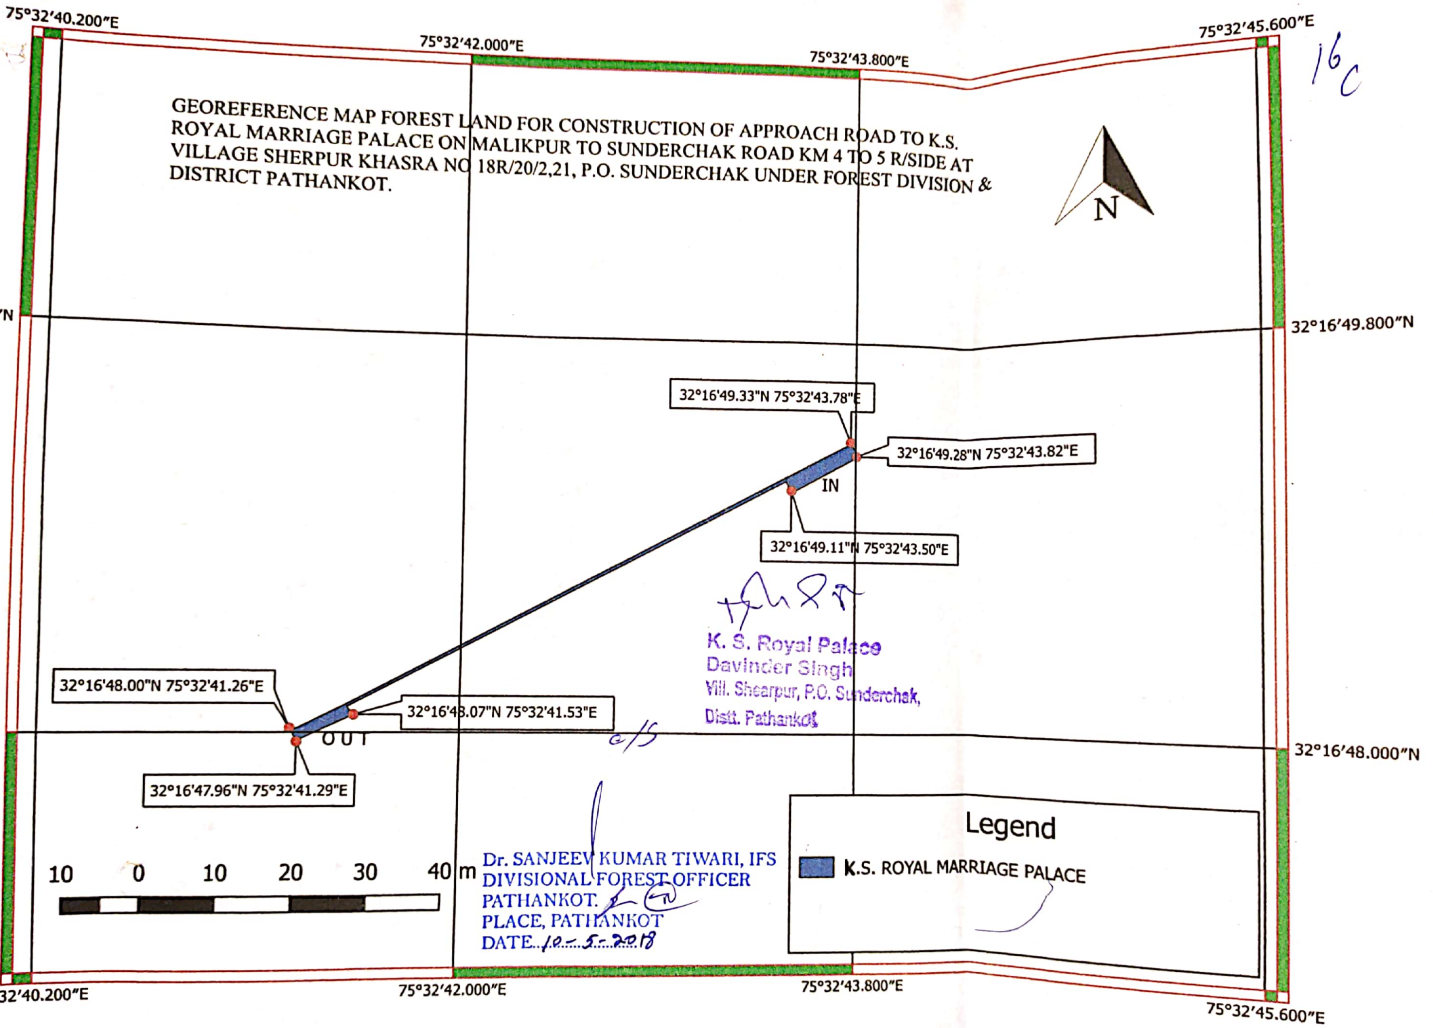 75°32'40.200"E
75°32'42.000"E
75°32'43.800"E
75°32'45.600"E
16
C
GEOREFERENCE MAP FOREST LAND FOR CONSTRUCTION OF APPROACH ROAD TO K.S.
ROYAL MARRIAGE PALACE ON MALIKPUR TO SUNDERCHAK ROAD KM 4 TO 5 R/SIDE AT
VILLAGE SHERPUR KHASRA NO 18R/20/2,21, P.O. SUNDERCHAK UNDER FOREST DIVISION &
DISTRICT PATHANKOT.
N
"N
32°16'49.800"N
32°16'49.33"N 75°32'43.78"E
32°16'49.28"N 75°32'43.82"E
IN
32°16'49.11"N 75°32'43.50"E
K. S. Royal Palace
Davinder Singh
Vill. Shearpur, P.O. Sunderchak,
Distt. Pathankot
32°16'48.00"N 75°32'41.26"E
32°16'48.07"N 75°32'41.53"E
OUT
32°16'48.000"N
32°16'47.96"N 75°32'41.29"E
10 0 10 20 30 40 m
Dr. SANJEEV KUMAR TIWARI, IFS
DIVISIONAL FOREST OFFICER
PATHANKOT.
PLACE, PATHANKOT
DATE 10-5-2018
Legend
K.S. ROYAL MARRIAGE PALACE
32'40.200"E
75°32'42.000"E
75°32'43.800"E
75°32'45.600"E